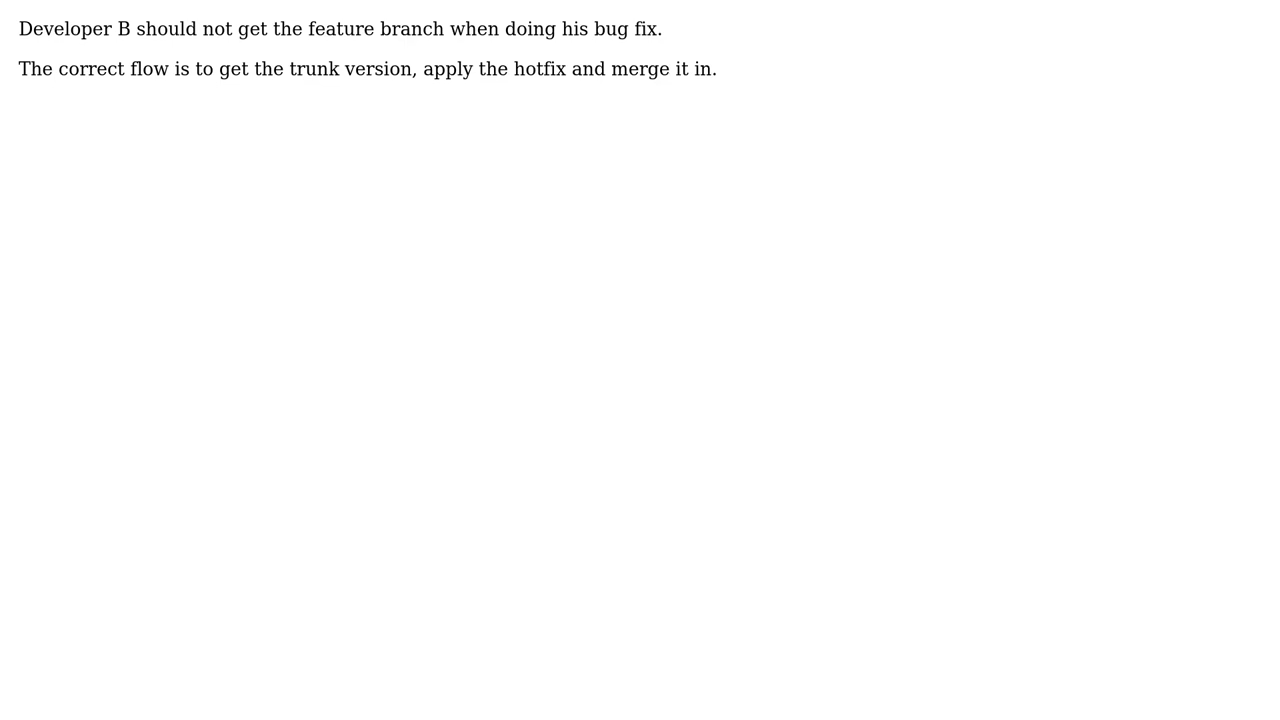 Developer B should not get the feature branch when doing his bug fix.
The correct flow is to get the trunk version, apply the hotfix and merge it in.